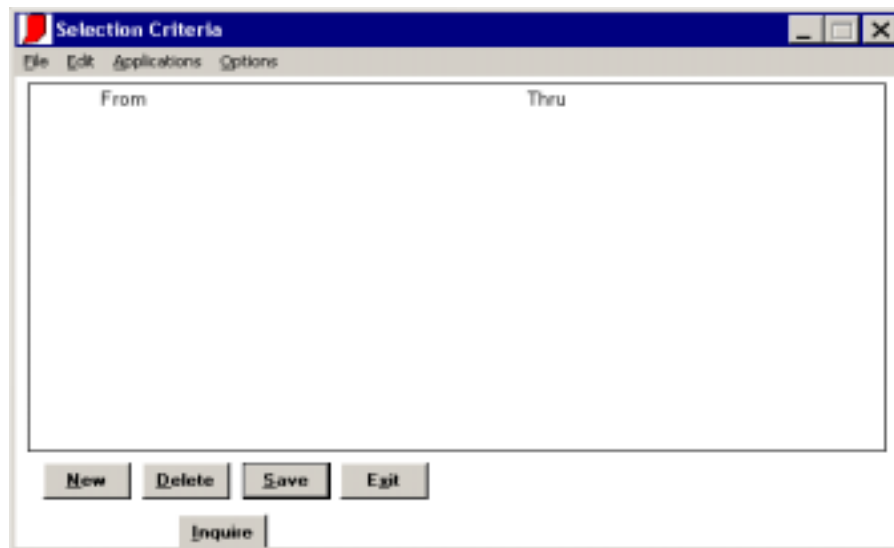 Selection Criteria
File Edit Applications Options
From Thru
New Delete Save Exit
Inquire